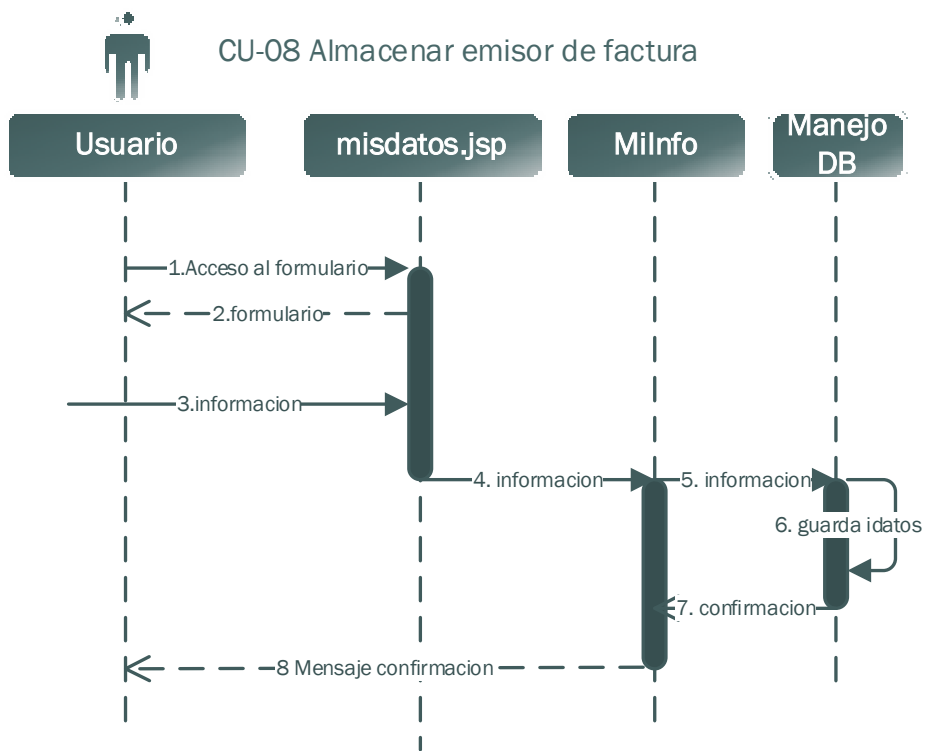 CU-08 Almacenar emisor de factura
Usuario
misdatos.jsp
MiInfo
Manejo
DB
1.Acceso al formulario
2.formulario
3.informacion
4. informacion
5. informacion
6. guarda idatos
7. confirmacion
8 Mensaje confirmacion